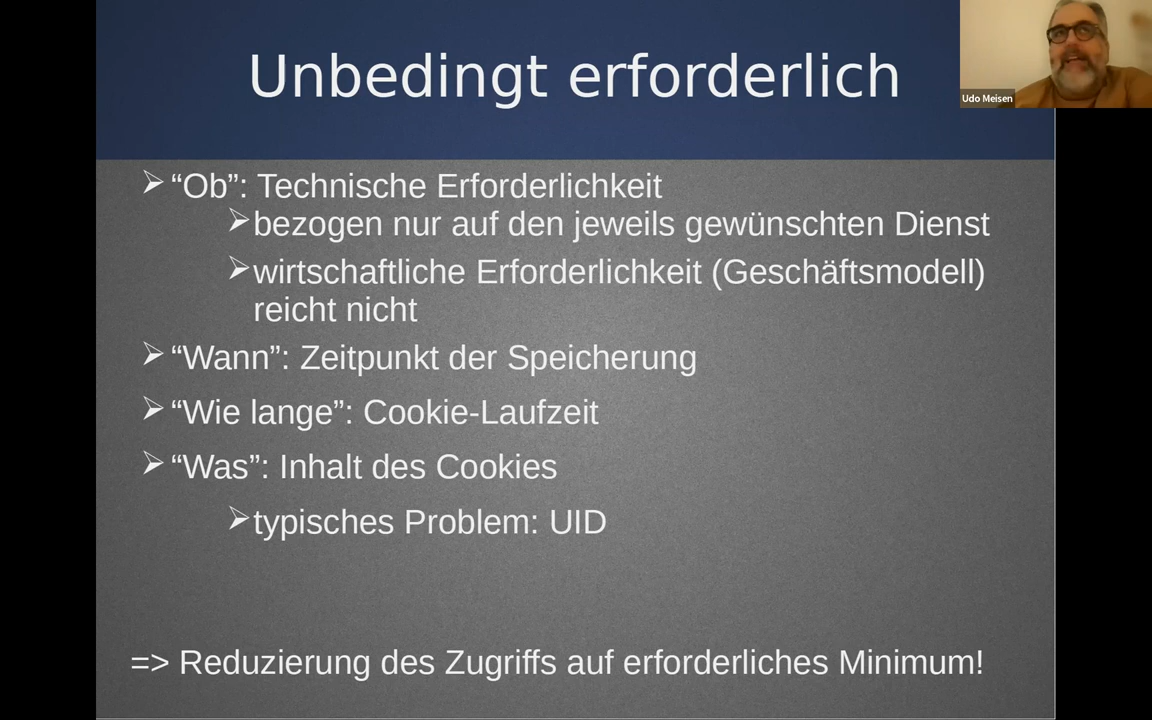 Unbedingt erforderlich
Udo Meisen
➢“Ob”: Technische Erforderlichkeit
➢bezogen nur auf den jeweils gewünschten Dienst
➢wirtschaftliche Erforderlichkeit (Geschäftsmodell)
reicht nicht
➢“Wann”: Zeitpunkt der Speicherung
➢“Wie lange”: Cookie-Laufzeit
➢“Was”: Inhalt des Cookies
➢typisches Problem: UID
=> Reduzierung des Zugriffs auf erforderliches Minimum!